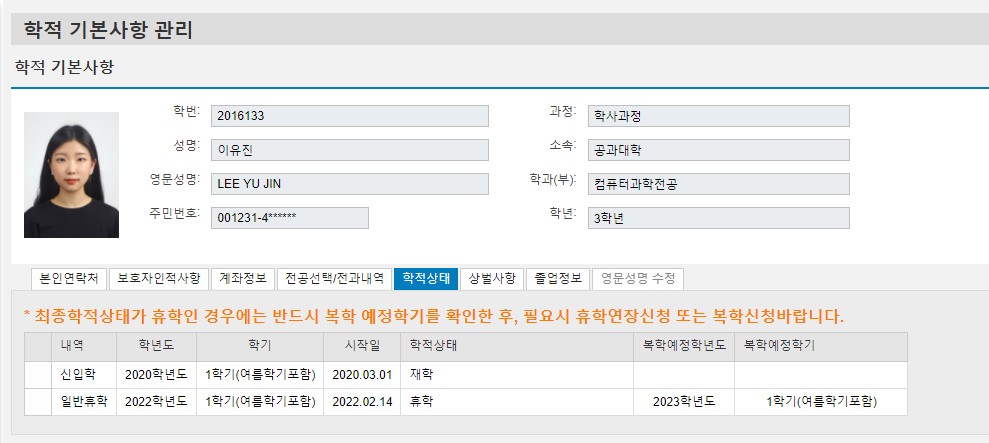 학적 기본사항 관리
학적 기본사항
학번: 2016133 과정: 학사과정
성명: 이유진 소속: 공과대학
영문성명: LEE YU JIN 학과(부): 컴퓨터과학전공
주민번호: 001231-4****** 학년: 3학년
본인연락처 보호자인적사항 계좌정보 전공선택/전과내역 학적상태 상벌사항 졸업정보 영문성명 수정
* 최종학적상태가 휴학인 경우에는 반드시 복학 예정학기를 확인한 후, 필요시 휴학연장신청 또는 복학신청바랍니다.
내역 학년도 학기 시작일 학적상태 복학예정학년도 복학예정학기
신입학 2020학년도 1학기(여름학기포함) 2020.03.01 재학
일반휴학 2022학년도 1학기(여름학기포함) 2022.02.14 휴학 2023학년도 1학기(여름학기포함)